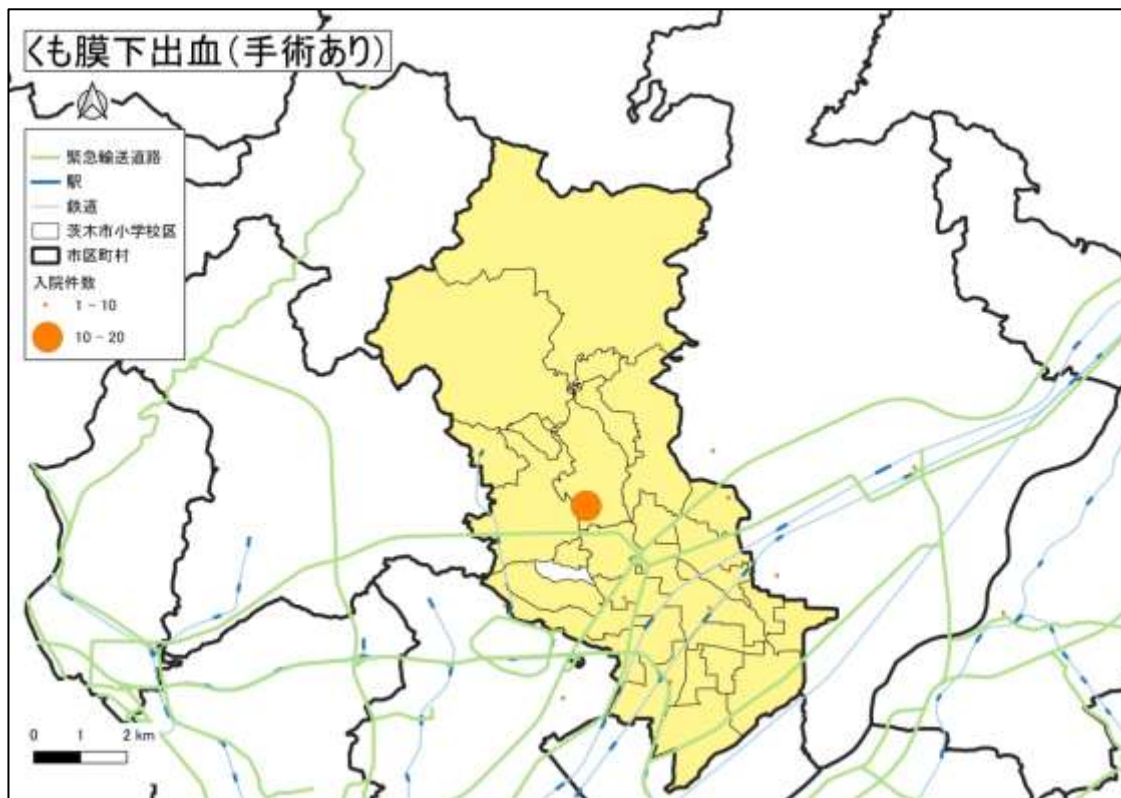 くも膜下出血(手術あり)
緊急輸送道路
駅
鉄道
茨木市小学校区
市区町村
入院件数
1 - 10
10 - 20
0 1 2 km